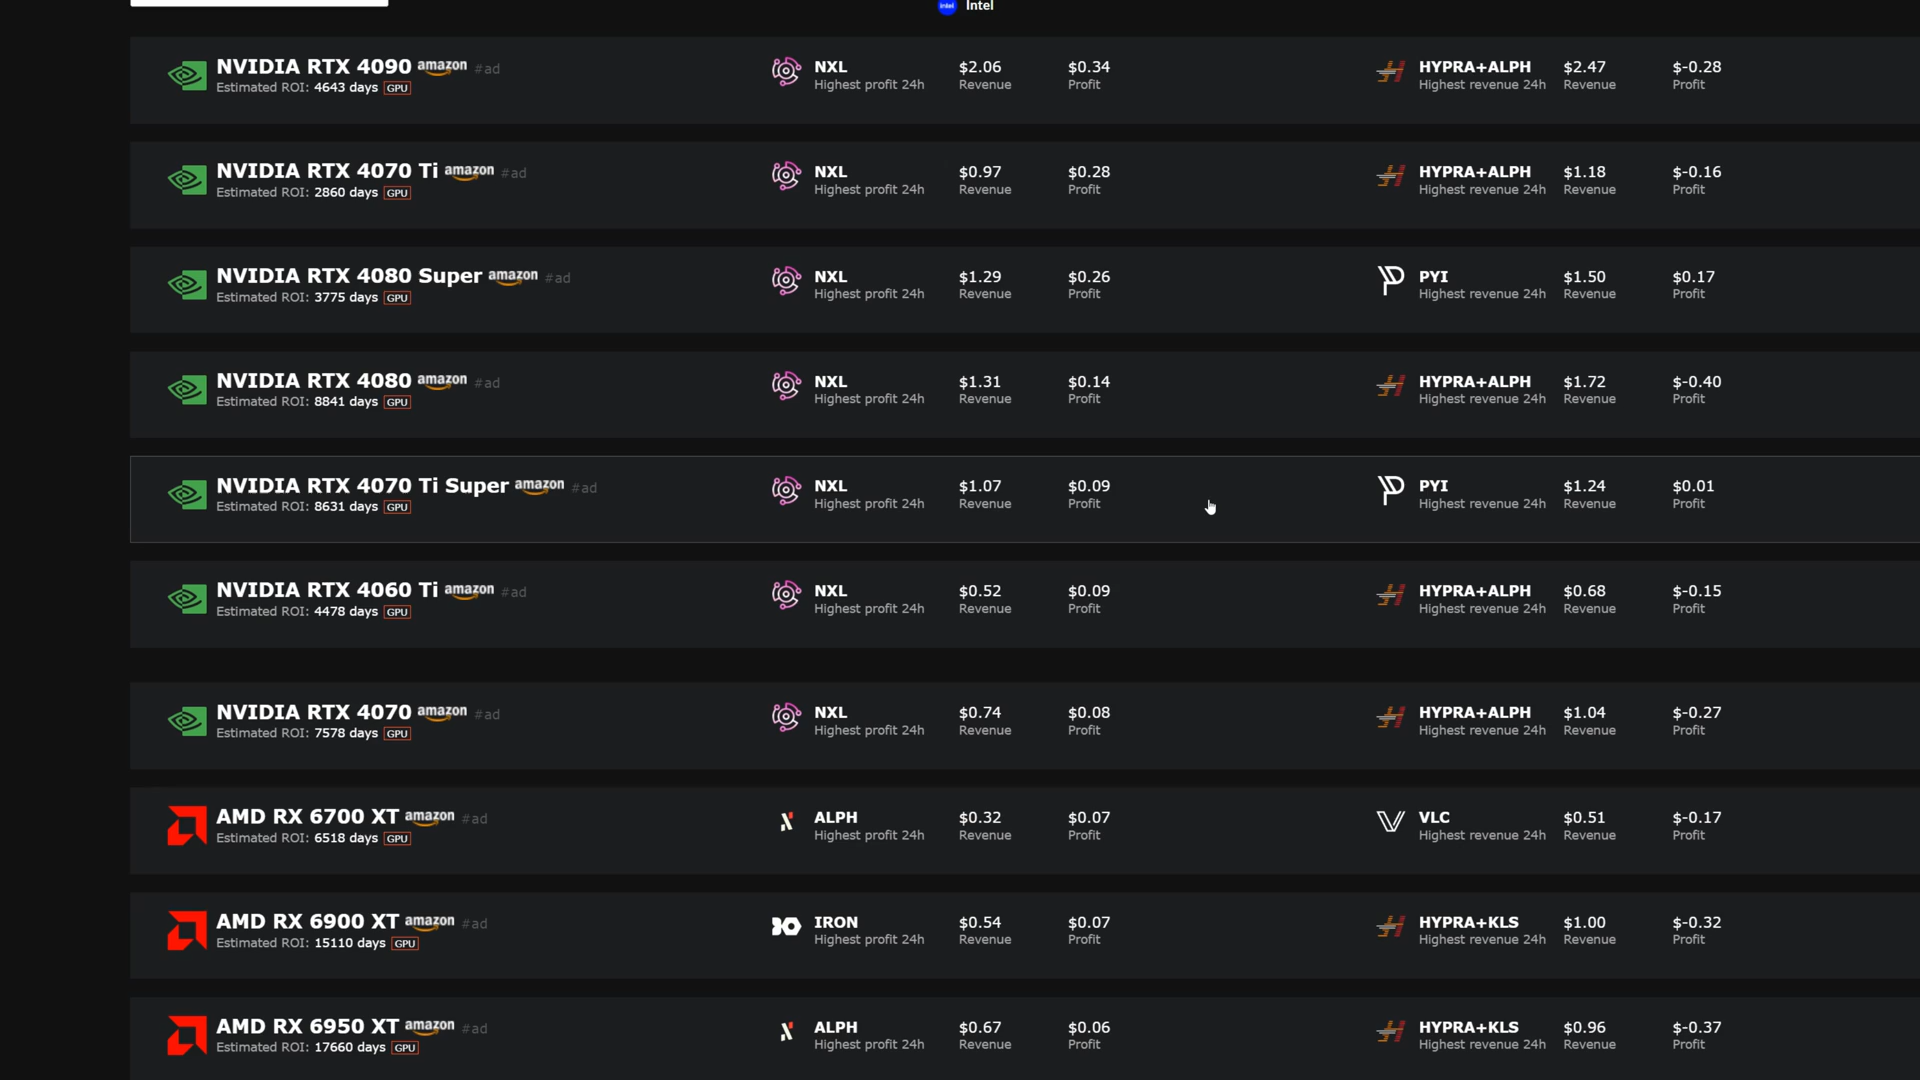 intel Intel
NVIDIA RTX 4090 amazon #ad
Estimated ROI: 4643 days GPU
NXL
Highest profit 24h
$2.06
Revenue
$0.34
Profit
HYPRA+ALPH
Highest revenue 24h
$2.47
Revenue
$-0.28
Profit
NVIDIA RTX 4070 Ti amazon #ad
Estimated ROI: 2860 days GPU
NXL
Highest profit 24h
$0.97
Revenue
$0.28
Profit
HYPRA+ALPH
Highest revenue 24h
$1.18
Revenue
$-0.16
Profit
NVIDIA RTX 4080 Super amazon #ad
Estimated ROI: 3775 days GPU
NXL
Highest profit 24h
$1.29
Revenue
$0.26
Profit
PYI
Highest revenue 24h
$1.50
Revenue
$0.17
Profit
NVIDIA RTX 4080 amazon #ad
Estimated ROI: 8841 days GPU
NXL
Highest profit 24h
$1.31
Revenue
$0.14
Profit
HYPRA+ALPH
Highest revenue 24h
$1.72
Revenue
$-0.40
Profit
NVIDIA RTX 4070 Ti Super amazon #ad
Estimated ROI: 8631 days GPU
NXL
Highest profit 24h
$1.07
Revenue
$0.09
Profit
PYI
Highest revenue 24h
$1.24
Revenue
$0.01
Profit
NVIDIA RTX 4060 Ti amazon #ad
Estimated ROI: 4478 days GPU
NXL
Highest profit 24h
$0.52
Revenue
$0.09
Profit
HYPRA+ALPH
Highest revenue 24h
$0.68
Revenue
$-0.15
Profit
NVIDIA RTX 4070 amazon #ad
Estimated ROI: 7578 days GPU
NXL
Highest profit 24h
$0.74
Revenue
$0.08
Profit
HYPRA+ALPH
Highest revenue 24h
$1.04
Revenue
$-0.27
Profit
AMD RX 6700 XT amazon #ad
Estimated ROI: 6518 days GPU
ALPH
Highest profit 24h
$0.32
Revenue
$0.07
Profit
VLC
Highest revenue 24h
$0.51
Revenue
$-0.17
Profit
AMD RX 6900 XT amazon #ad
Estimated ROI: 15110 days GPU
IRON
Highest profit 24h
$0.54
Revenue
$0.07
Profit
HYPRA+KLS
Highest revenue 24h
$1.00
Revenue
$-0.32
Profit
AMD RX 6950 XT amazon #ad
Estimated ROI: 17660 days GPU
ALPH
Highest profit 24h
$0.67
Revenue
$0.06
Profit
HYPRA+KLS
Highest revenue 24h
$0.96
Revenue
$-0.37
Profit